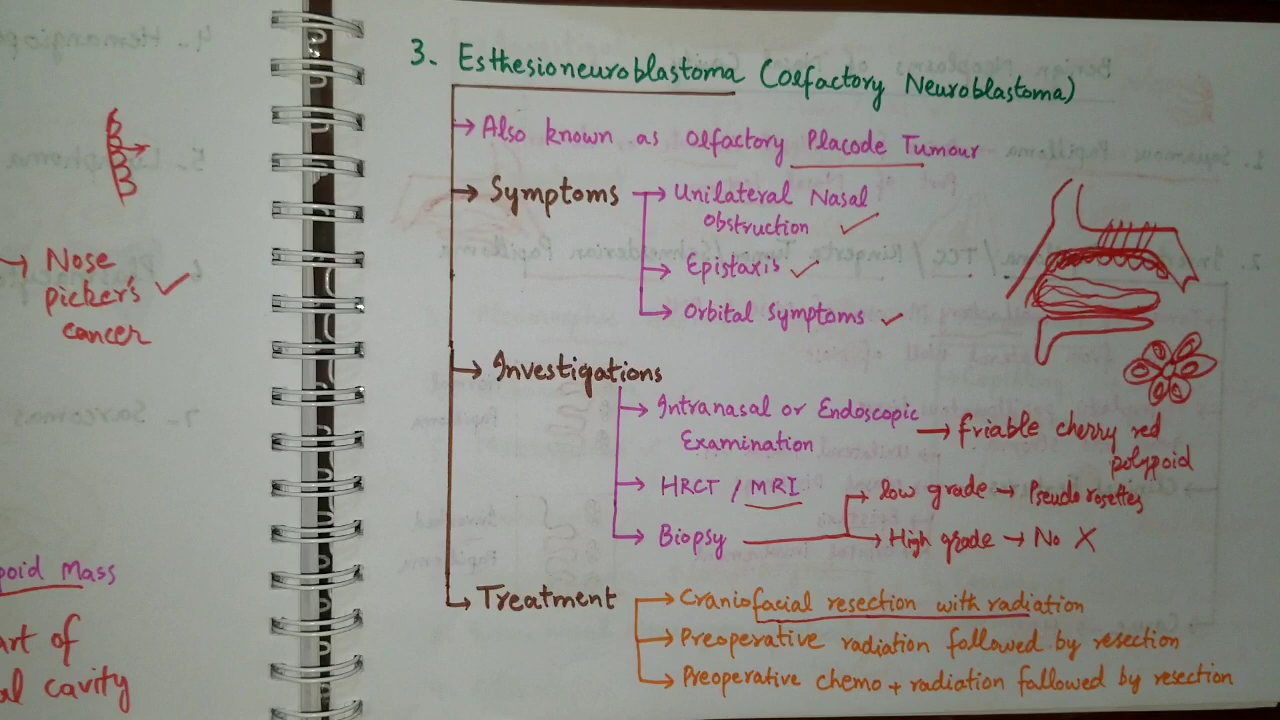 Nose
picker's
cancer
poid Mass
art of
al cavity
3. Esthesioneuroblastoma (olfactory Neuroblastoma)
Also known as olfactory Placode Tumour
Symptoms
Unilateral Nasal
obstruction
Epistaxis
Orbital Symptoms
Investigations
Intranasal or Endoscopic
Examination
friable cherry red
polypoid
HRCT / MRI
Biopsy
low grade → Pseudo rosettes
High grade → No X
Treatment
Craniofacial resection with radiation
Preoperative radiation followed by resection
Preoperative chemo + radiation fallowed by resection